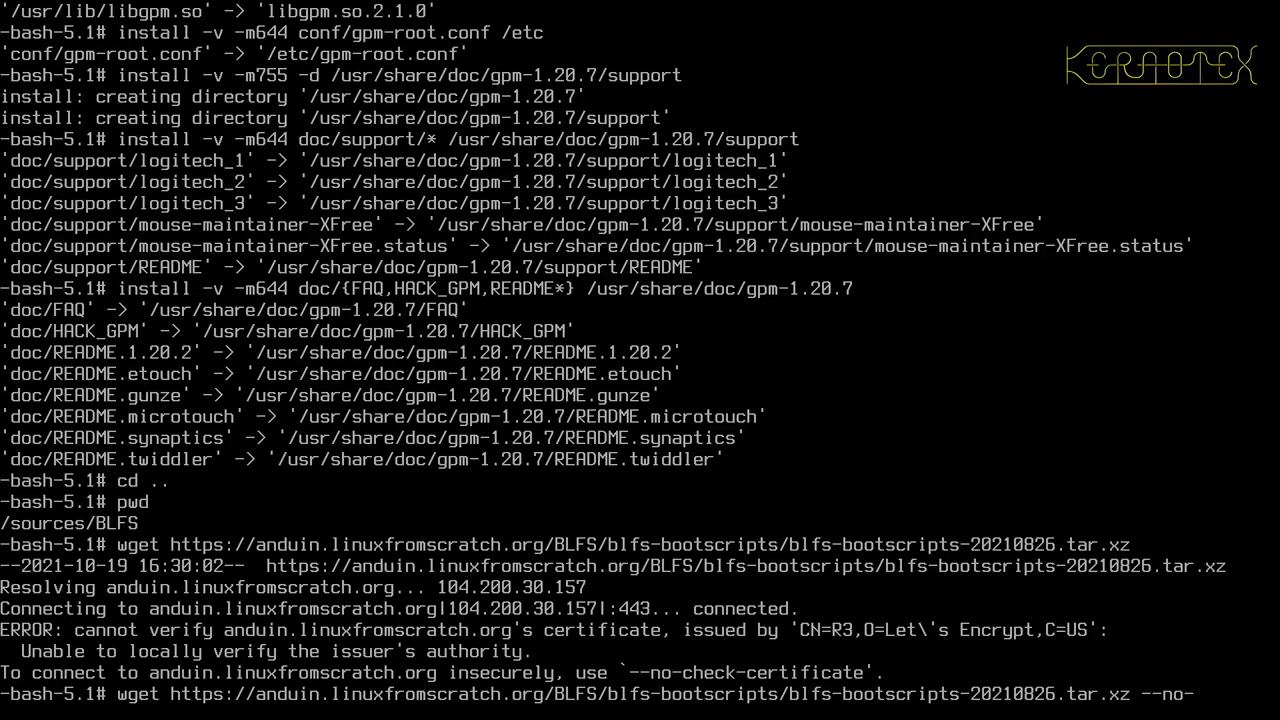 '/usr/lib/libgpm.so' -> 'libgpm.so.2.1.0'
-bash-5.1# install -v -m644 conf/gpm-root.conf /etc
'conf/gpm-root.conf' -> '/etc/gpm-root.conf'
-bash-5.1# install -v -m755 -d /usr/share/doc/gpm-1.20.7/support
install: creating directory '/usr/share/doc/gpm-1.20.7'
install: creating directory '/usr/share/doc/gpm-1.20.7/support'
-bash-5.1# install -v -m644 doc/support/* /usr/share/doc/gpm-1.20.7/support
'doc/support/logitech_1' -> '/usr/share/doc/gpm-1.20.7/support/logitech_1'
'doc/support/logitech_2' -> '/usr/share/doc/gpm-1.20.7/support/logitech_2'
'doc/support/logitech_3' -> '/usr/share/doc/gpm-1.20.7/support/logitech_3'
'doc/support/mouse-maintainer-XFree' -> '/usr/share/doc/gpm-1.20.7/support/mouse-maintainer-XFree'
'doc/support/mouse-maintainer-XFree.status' -> '/usr/share/doc/gpm-1.20.7/support/mouse-maintainer-XFree.status'
'doc/support/README' -> '/usr/share/doc/gpm-1.20.7/support/README'
-bash-5.1# install -v -m644 doc/{FAQ,HACK_GPM,README*} /usr/share/doc/gpm-1.20.7
'doc/FAQ' -> '/usr/share/doc/gpm-1.20.7/FAQ'
'doc/HACK_GPM' -> '/usr/share/doc/gpm-1.20.7/HACK_GPM'
'doc/README.1.20.2' -> '/usr/share/doc/gpm-1.20.7/README.1.20.2'
'doc/README.etouch' -> '/usr/share/doc/gpm-1.20.7/README.etouch'
'doc/README.gunze' -> '/usr/share/doc/gpm-1.20.7/README.gunze'
'doc/README.microtouch' -> '/usr/share/doc/gpm-1.20.7/README.microtouch'
'doc/README.synaptics' -> '/usr/share/doc/gpm-1.20.7/README.synaptics'
'doc/README.twiddler' -> '/usr/share/doc/gpm-1.20.7/README.twiddler'
-bash-5.1# cd ..
-bash-5.1# pwd
/sources/BLFS
-bash-5.1# wget https://anduin.linuxfromscratch.org/BLFS/blfs-bootscripts/blfs-bootscripts-20210826.tar.xz
--2021-10-19 16:30:02--  https://anduin.linuxfromscratch.org/BLFS/blfs-bootscripts/blfs-bootscripts-20210826.tar.xz
Resolving anduin.linuxfromscratch.org... 104.200.30.157
Connecting to anduin.linuxfromscratch.org|104.200.30.157|:443... connected.
ERROR: cannot verify anduin.linuxfromscratch.org's certificate, issued by 'CN=R3,O=Let\'s Encrypt,C=US':
  Unable to locally verify the issuer's authority.
To connect to anduin.linuxfromscratch.org insecurely, use `--no-check-certificate'.
-bash-5.1# wget https://anduin.linuxfromscratch.org/BLFS/blfs-bootscripts/blfs-bootscripts-20210826.tar.xz --no-